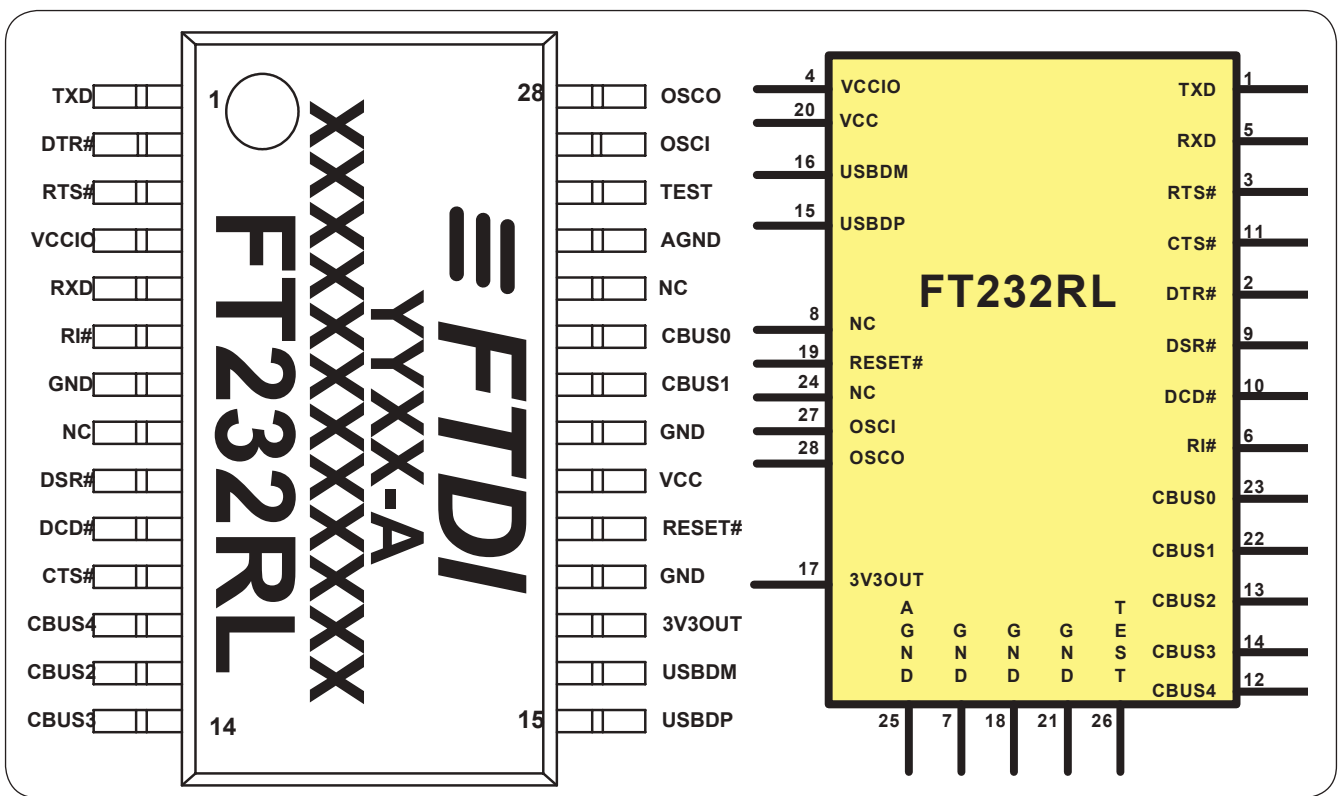 TXD
DTR#
RTS#
VCCIO
RXD
RI#
GND
NC
DSR#
DCD#
CTS#
CBUS4
CBUS2
CBUS3
1
14
28
15
FTDI
YYXX-A
XXXXXXXXXXXX
FT232RL
OSCO
OSCI
TEST
AGND
NC
CBUS0
CBUS1
GND
VCC
RESET#
GND
3V3OUT
USBDM
USBDP
4 VCCIO
20 VCC
16 USBDM
15 USBDP
8 NC
19 RESET#
24 NC
27 OSCI
28 OSCO
17 3V3OUT
FT232RL
TXD 1
RXD 5
RTS# 3
CTS# 11
DTR# 2
DSR# 9
DCD# 10
RI# 6
CBUS0 23
CBUS1 22
CBUS2 13
CBUS3 14
CBUS4 12
AGND 25
GND 7
GND 18
GND 21
TEST 26